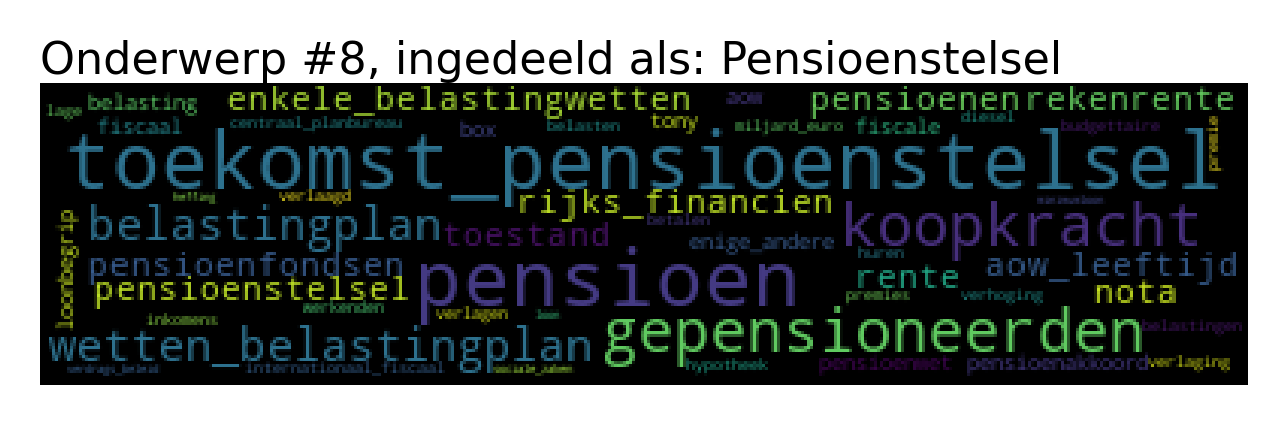 Onderwerp #8, ingedeeld als: Pensioenstelsel
lage belasting enkele_belastingwetten aow pensioenen rekenrente
fiscaal centraal_planbureau box belasten tony miljard_euro fiscale diesel budgettaire premie
toekomst_pensioenstelsel
heffing verlaagd rijks_financien
loonbegrip belastingplan toestand betalen enige_andere koopkracht
pensioenfondsen pensioen huren rente aow_leeftijd
pensioenstelsel premies verhoging nota
inkomens werkenden verlagen gepensioneerden belastingen
wetten_belastingplan internationaal_fiscaal hypotheek pensioenwet pensioenakkoord verlaging